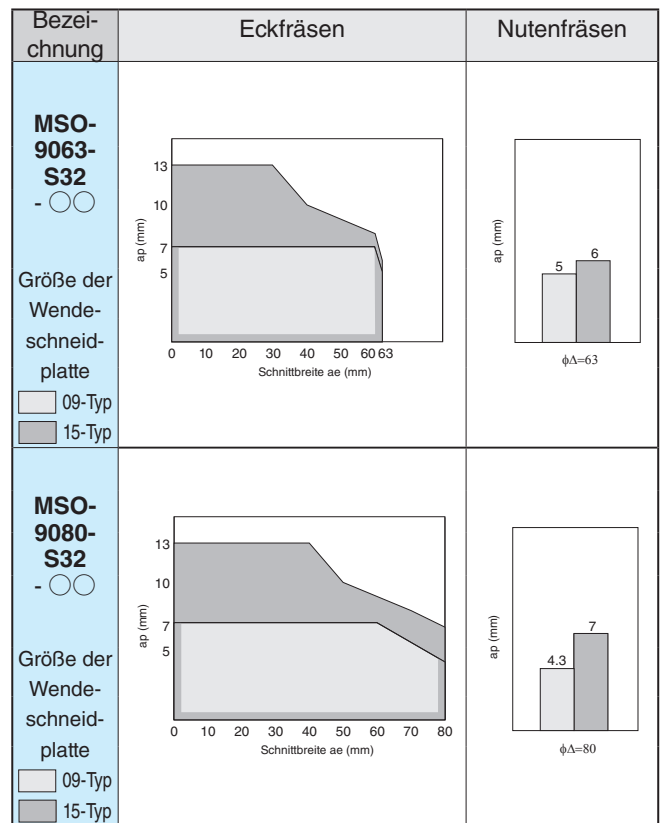 Bezei-
chnung
Eckfräsen
Nutenfräsen
MSO-
9063-
S32
- ○○
Größe der
Wende-
schneid-
platte
09-Typ
15-Typ
ap (mm)
13
10
7
5
0 10 20 30 40 50 60 63
Schnittbreite ae (mm)
ap (mm)
5
6
ϕΔ=63
MSO-
9080-
S32
- ○○
Größe der
Wende-
schneid-
platte
09-Typ
15-Typ
ap (mm)
13
10
7
5
0 10 20 30 40 50 60 70 80
Schnittbreite ae (mm)
ap (mm)
4.3
7
ϕΔ=80